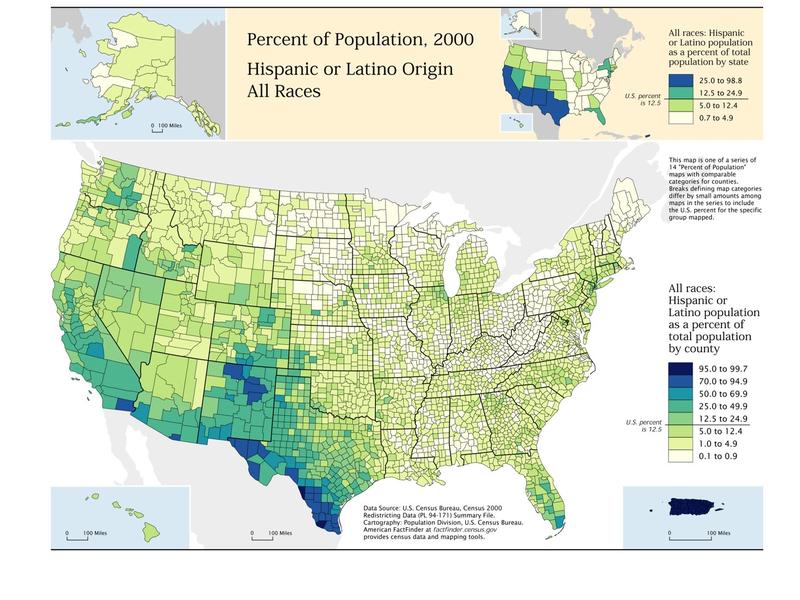 Percent of Population, 2000
Hispanic or Latino Origin
All Races
0 100 Miles
All races: Hispanic
or Latino population
as a percent of total
population by state
U.S. percent
is 12.5
25.0 to 98.8
12.5 to 24.9
5.0 to 12.4
0.7 to 4.9
This map is one of a series of
14 "Percent of Population"
maps with comparable
categories for counties.
Breaks defining map categories
differ by small amounts among
maps in the series to include
the U.S. percent for the specific
group mapped.
All races:
Hispanic or
Latino population
as a percent of
total population
by county
95.0 to 99.7
70.0 to 94.9
50.0 to 69.9
25.0 to 49.9
12.5 to 24.9
U.S. percent
is 12.5
5.0 to 12.4
1.0 to 4.9
0.1 to 0.9
0 100 Miles
0 100 Miles
Data Source: U.S. Census Bureau, Census 2000
Redistricting Data (PL 94-171) Summary File.
Cartography: Population Division, U.S. Census Bureau.
American FactFinder at factfinder.census.gov
provides census data and mapping tools.
0 100 Miles